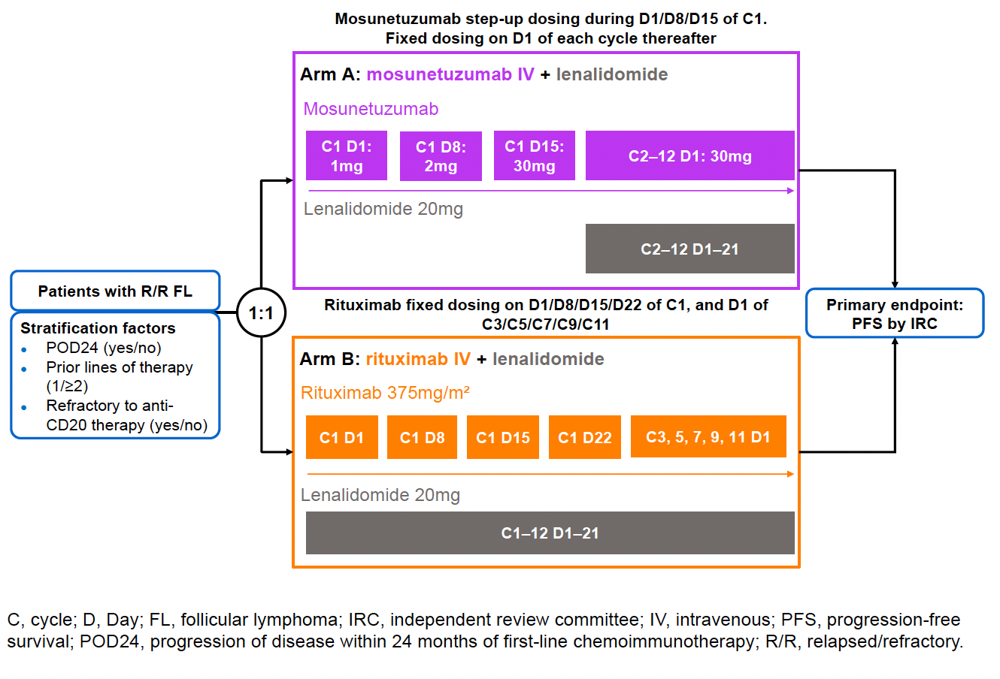 Mosunetuzumab step-up dosing during D1/D8/D15 of C1.
Fixed dosing on D1 of each cycle thereafter
Arm A: mosunetuzumab IV + lenalidomide
Mosunetuzumab
C1 D1:
1mg
C1 D8:
2mg
C1 D15:
30mg
C2–12 D1: 30mg
Lenalidomide 20mg
C2–12 D1–21
Patients with R/R FL
Stratification factors
• POD24 (yes/no)
• Prior lines of therapy
(1/≥2)
• Refractory to anti-
CD20 therapy (yes/no)
1:1
Rituximab fixed dosing on D1/D8/D15/D22 of C1, and D1 of
C3/C5/C7/C9/C11
Arm B: rituximab IV + lenalidomide
Rituximab 375mg/m²
C1 D1
C1 D8
C1 D15
C1 D22
C3, 5, 7, 9, 11 D1
Lenalidomide 20mg
C1–12 D1–21
Primary endpoint:
PFS by IRC
C, cycle; D, Day; FL, follicular lymphoma; IRC, independent review committee; IV, intravenous; PFS, progression-free
survival; POD24, progression of disease within 24 months of first-line chemoimmunotherapy; R/R, relapsed/refractory.